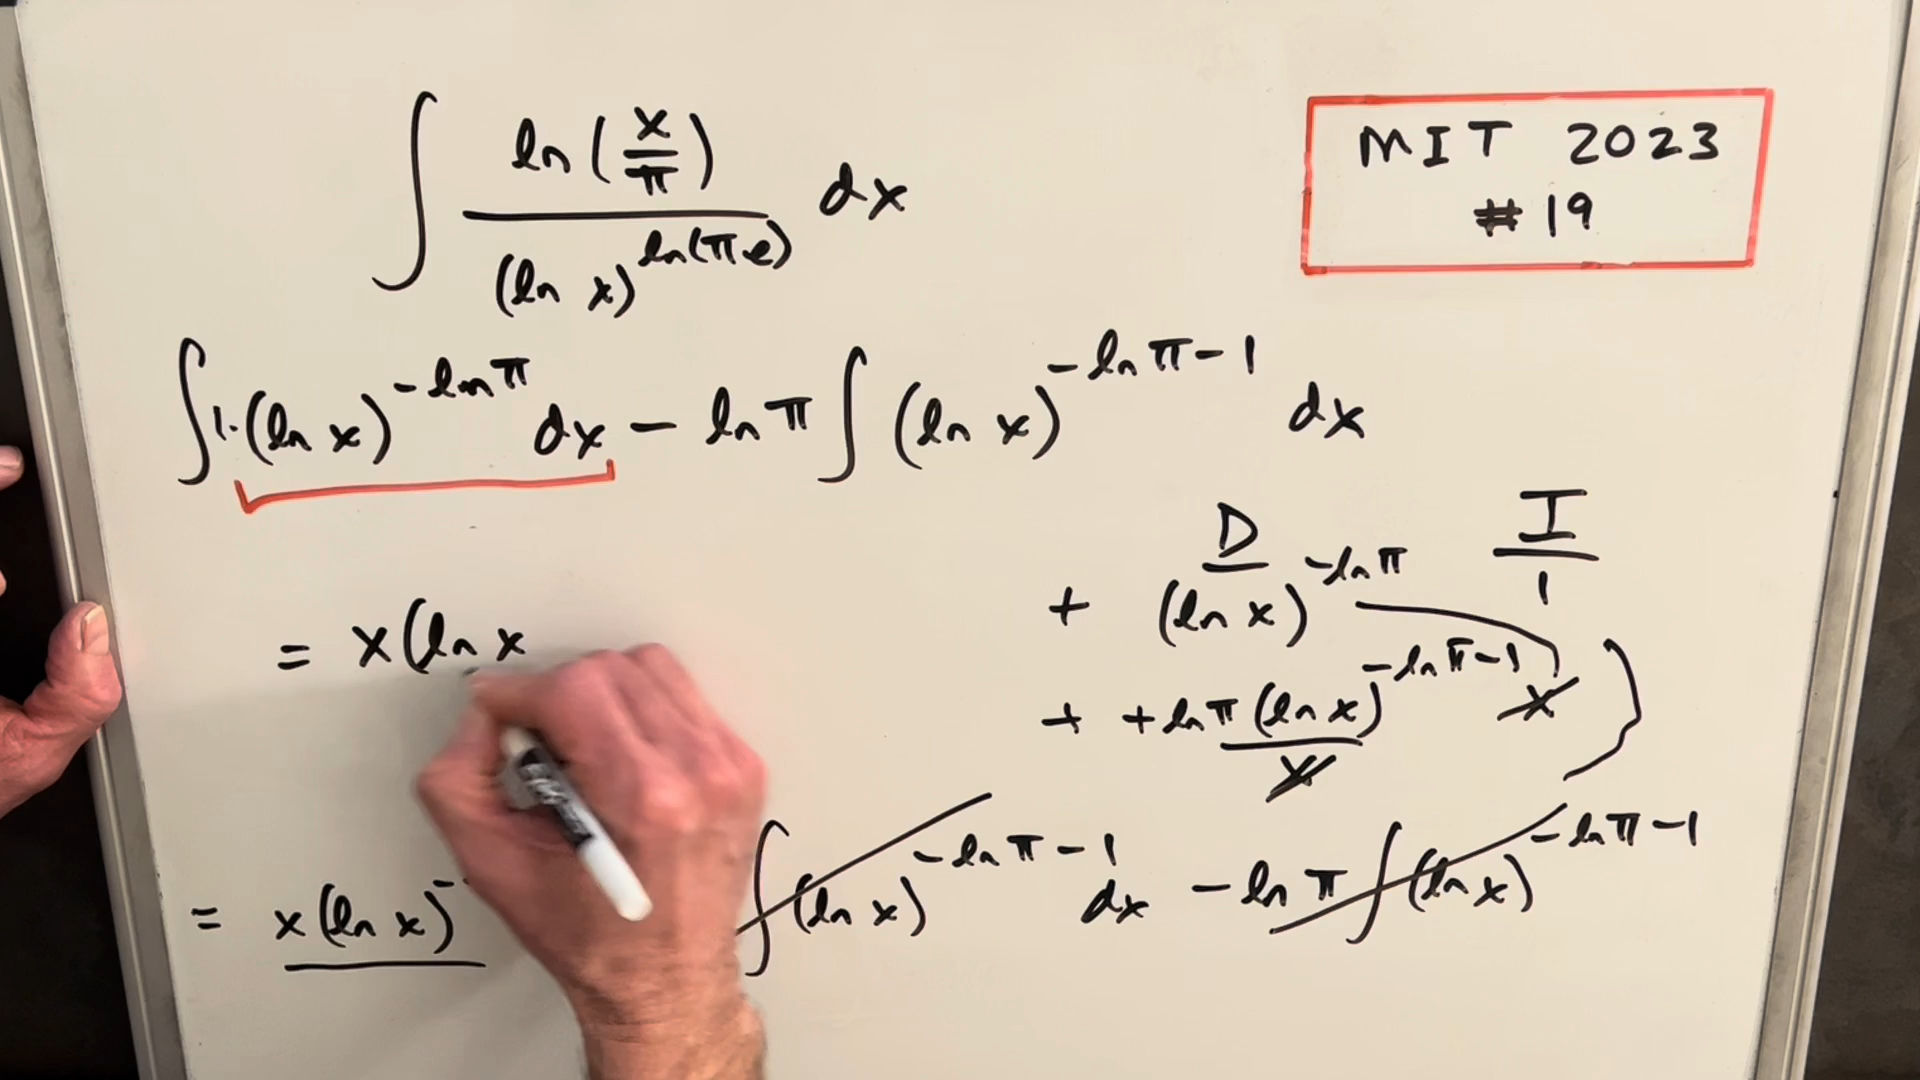 ∫ ln(x/π) / (ln x)^ln(πe) dx
MIT 2023
#19
∫ 1·(ln x)^-lnπ dx - ln π ∫ (ln x)^-ln π - 1 dx
D I
+ (ln x)^-ln π 1
+ +ln π (ln x)^-ln π - 1 / x x
= x(ln x
= x(ln x)^- ∫ (ln x)^-ln π - 1 dx - ln π ∫ (ln x)^-ln π - 1